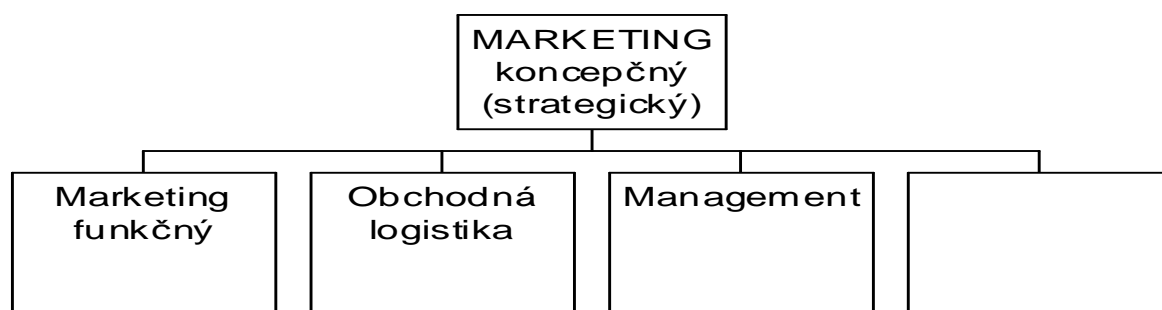 MARKETING
koncepčný
(strategický)
Marketing
funkčný
Obchodná
logistika
Management